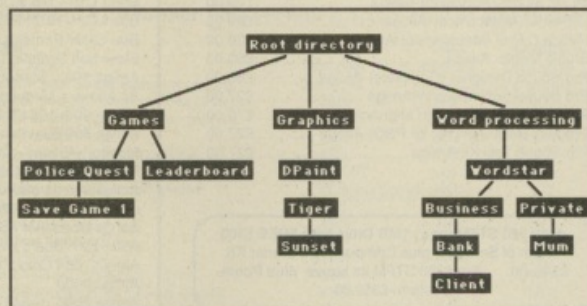 Root directory
Games Graphics Word processing
Police Quest Leaderboard DPaint Wordstar
Save Game 1 Tiger Business Private
Sunset Bank Mum
Client